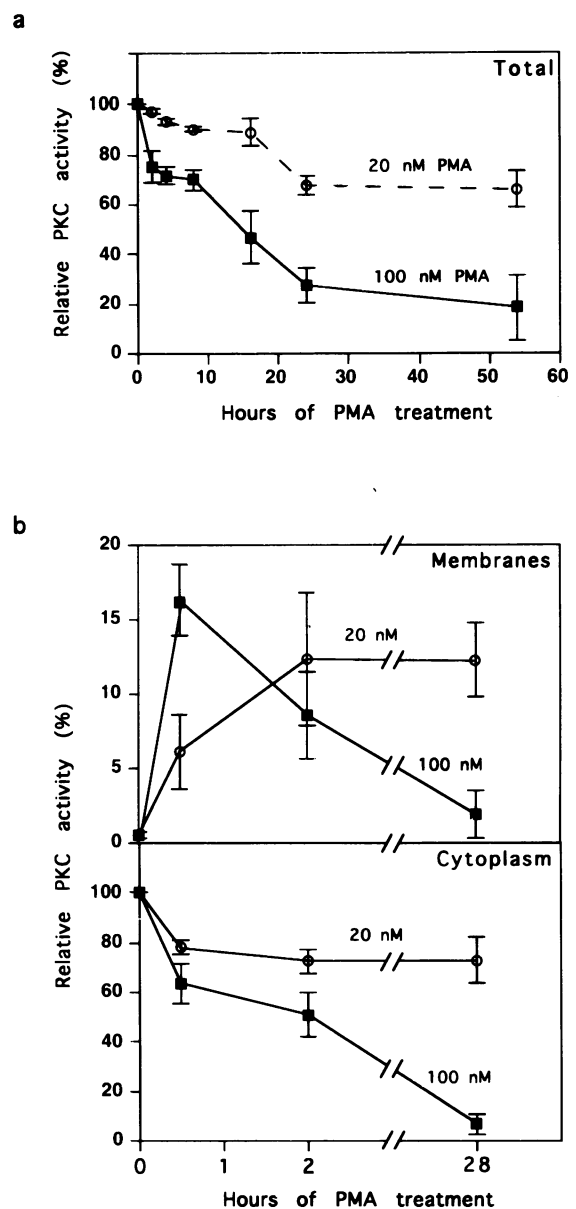 a
Total
Relative PKC activity (%)
100
80
60
40
20
0
20 nM PMA
100 nM PMA
0 10 20 30 40 50 60
Hours of PMA treatment
b
Membranes
Relative PKC activity (%)
20
15
10
5
0
20 nM
100 nM
Cytoplasm
100
80
60
40
20
0
20 nM
100 nM
0 1 2 28
Hours of PMA treatment